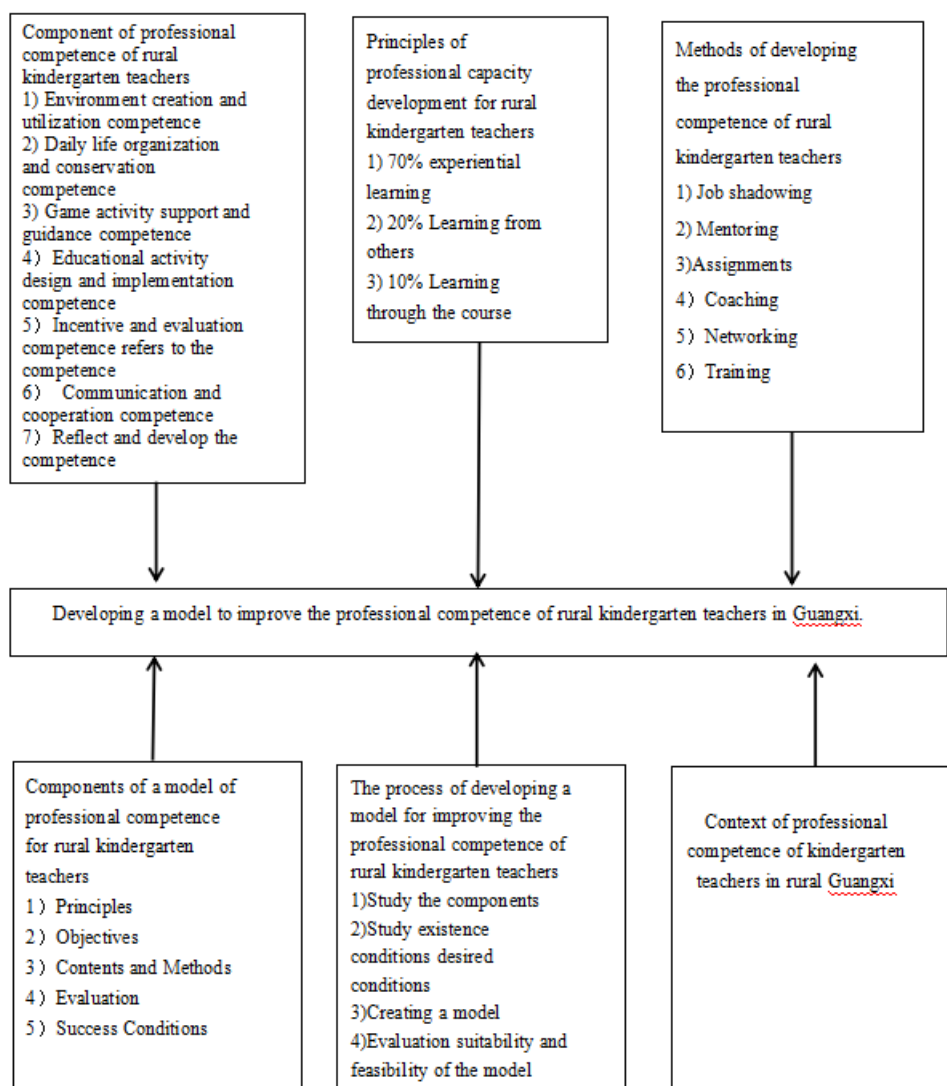 Component of professional
competence of rural
kindergarten teachers
1) Environment creation and
utilization competence
2) Daily life organization
and conservation
competence
3) Game activity support and
guidance competence
4）Educational activity
design and implementation
competence
5）Incentive and evaluation
competence refers to the
competence
6） Communication and
cooperation competence
7）Reflect and develop the
competence
Principles of
professional capacity
development for rural
kindergarten teachers
1) 70% experiential
learning
2) 20% Learning from
others
3) 10% Learning
through the course
Methods of developing
the professional
competence of rural
kindergarten teachers
1) Job shadowing
2) Mentoring
3)Assignments
4）Coaching
5）Networking
6）Training
Developing a model to improve the professional competence of rural kindergarten teachers in Guangxi.
Components of a model of
professional competence
for rural kindergarten
teachers
1）Principles
2）Objectives
3）Contents and Methods
4）Evaluation
5）Success Conditions
The process of developing a
model for improving the
professional competence of
rural kindergarten teachers
1)Study the components
2)Study existence
conditions desired
conditions
3)Creating a model
4)Evaluation suitability and
feasibility of the model
Context of professional
competence of kindergarten
teachers in rural Guangxi